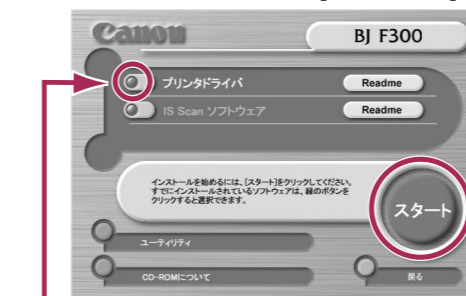 Canon
BJ F300
プリンタドライバ
Readme
IS Scan ソフトウェア
Readme
インストールを始めるには、[スタート]をクリックしてください。
すでにインストールされているソフトウェアは、緑のボタンを
クリックすると選択できます。
スタート
ユーティリティ
CD-ROMについて
戻る